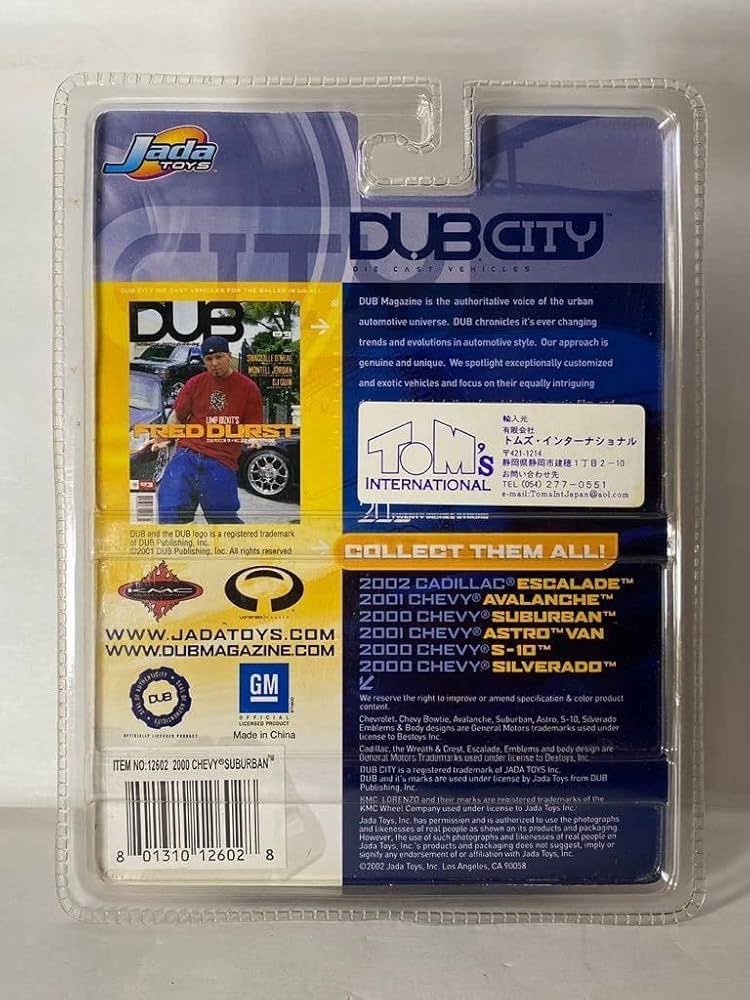 Jada
TOYS
DUB CITY™
DIE CAST VEHICLES
DUB CITY DIE CAST VEHICLES FOR THE BALLER IN US ALL
DUB
SHAQUILLE O'NEAL
MONTELL JORDAN
DJ QUIK
LIMP BIZKIT'S
FRED DURST
DUB and the DUB logo is a registered trademark
of DUB Publishing, Inc.
©2001 DUB Publishing, Inc. All rights reserved
DUB Magazine is the authoritative voice of the urban
automotive universe. DUB chronicles it's ever changing
trends and evolutions in automotive style. Our approach is
genuine and unique. We spotlight exceptionally customized
and exotic vehicles and focus on their equally intriguing
TOM's
INTERNATIONAL
輸入元
有限会社
トムズ・インターナショナル
〒421-1214
静岡県静岡市建穂1丁目2-10
お問い合わせ先
TEL (054) 277-0551
e-mail:TomsIntJapan@aol.com
TWENTY INCHES STRONG
COLLECT THEM ALL!
2002 CADILLAC® ESCALADE™
2001 CHEVY® AVALANCHE™
2000 CHEVY® SUBURBAN™
2001 CHEVY® ASTRO™ VAN
2000 CHEVY® S-10™
2000 CHEVY® SILVERADO™
WWW.JADATOYS.COM
WWW.DUBMAGAZINE.COM
SEAL OF AUTHENTICITY
DUB
OFFICIALLY LICENSED PRODUCT
GM
OFFICIAL
LICENSED PRODUCT
Made in China
We reserve the right to improve or amend specification & color product
content.
Chevrolet, Chevy Bowtie, Avalanche, Suburban, Astro, S-10, Silverado
Emblems & Body designs are General Motors trademarks used under
license to Bestoys Inc.
Cadillac, the Wreath & Crest, Escalade, Emblems and body design are
General Motors Trademarks used under license to Bestoys, Inc.
DUB CITY is a registered trademark of JADA TOYS Inc.
DUB and it's marks are used under license by Jada Toys from DUB
Publishing, Inc.
KMC, LORENZO and their marks are registered trademarks of the
KMC Wheel Company used under license to Jada Toys Inc.
Jada Toys, Inc. has permission and is authorized to use the photographs
and likenesses of real people as shown on its products and packaging.
However, the use of such photographs and likenesses of real people on
Jada Toys, Inc.'s products and packaging does not suggest, imply or
signify any endorsement of or affiliation with Jada Toys, Inc.
©2002 Jada Toys, Inc. Los Angeles, CA 90058
ITEM NO:12602 2000 CHEVY® SUBURBAN™
8 01310 12602 8